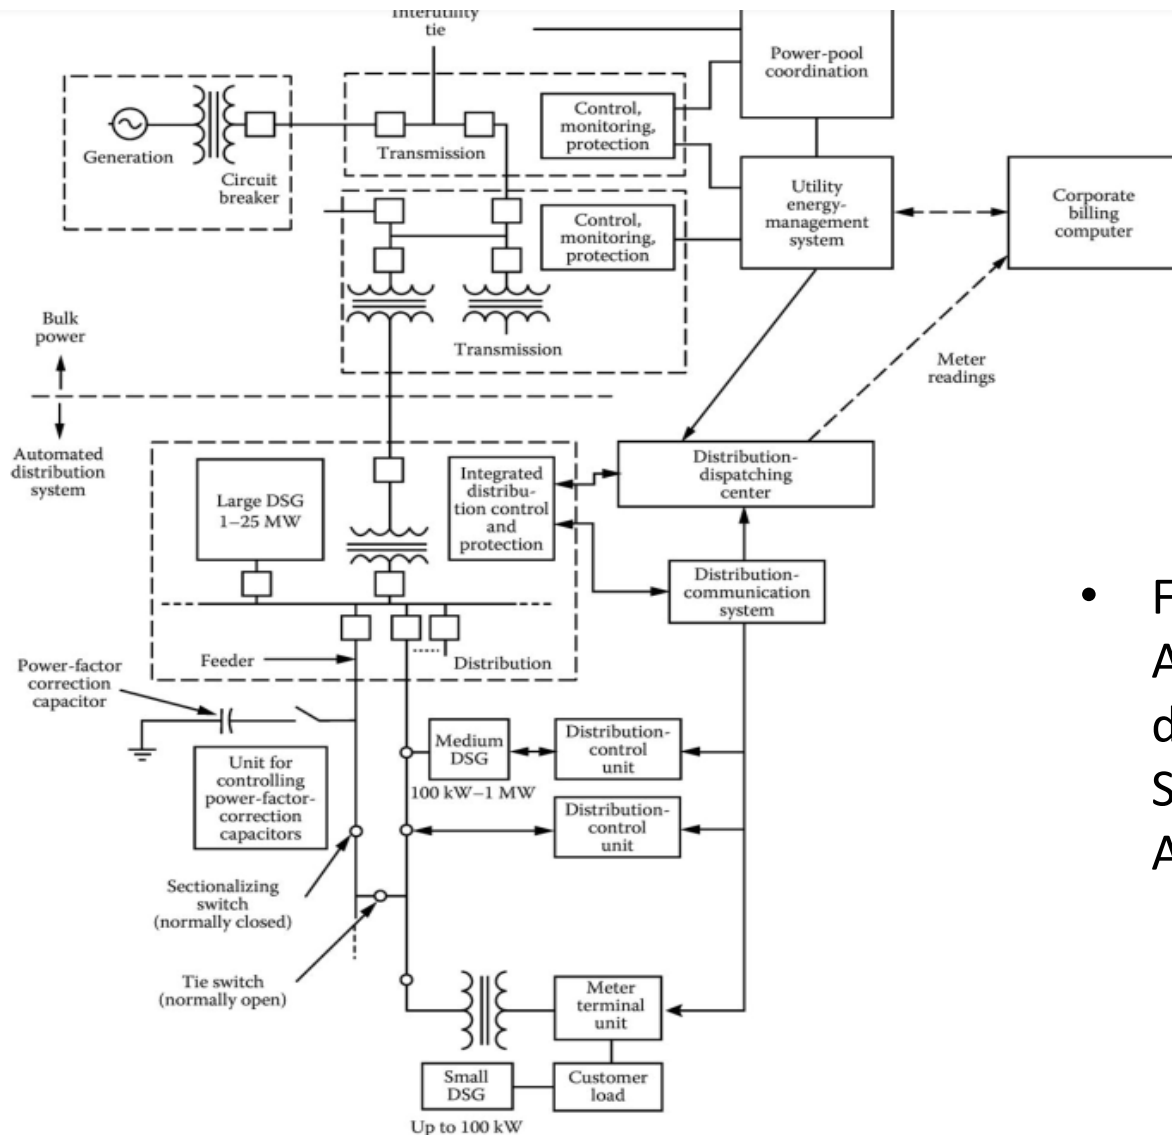 Interutility
tie
Power-pool
coordination
Control,
monitoring,
protection
Generation
Transmission
Circuit
breaker
Utility
energy-
management
system
Corporate
billing
computer
Control,
monitoring,
protection
Bulk
power
Transmission
Meter
readings
Automated
distribution
system
Large DSG
1–25 MW
Integrated
distribu-
tion control
and
protection
Distribution-
dispatching
center
Distribution-
communication
system
Feeder
Distribution
Power-factor
correction
capacitor
Unit for
controlling
power-factor-
correction
capacitors
Medium
DSG
100 kW–1 MW
Distribution-
control
unit
Distribution-
control
unit
Sectionalizing
switch
(normally closed)
Tie switch
(normally open)
Meter
terminal
unit
Small
DSG
Up to 100 kW
Customer
load